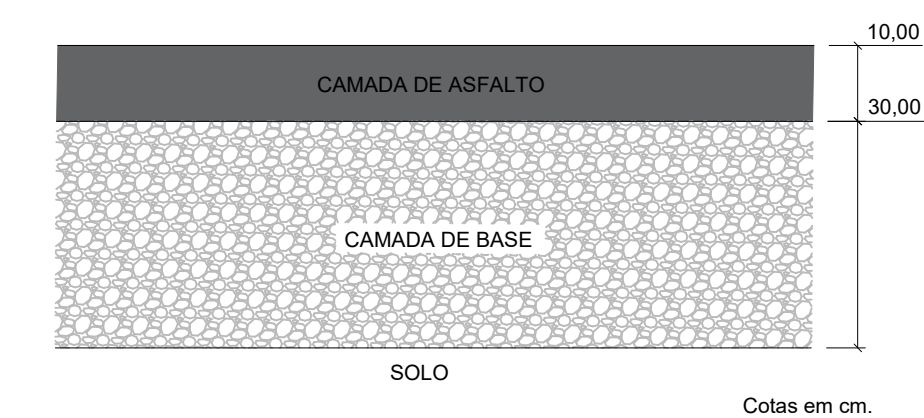 10,00
CAMADA DE ASFALTO
30,00
CAMADA DE BASE
SOLO
Cotas em cm.